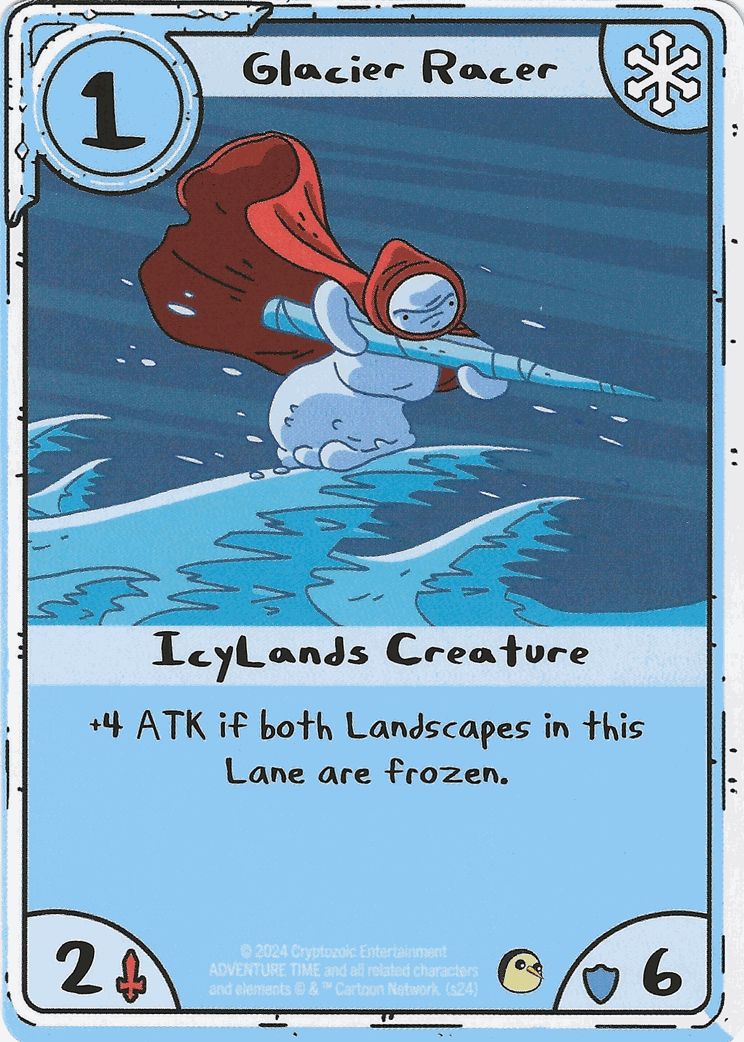 1
Glacier Racer
IcyLands Creature
+4 ATK if both Landscapes in this
Lane are frozen.
2
© 2024 Cryptozoic Entertainment
ADVENTURE TIME and all related characters
and elements © & ™ Cartoon Network. (s24)
6